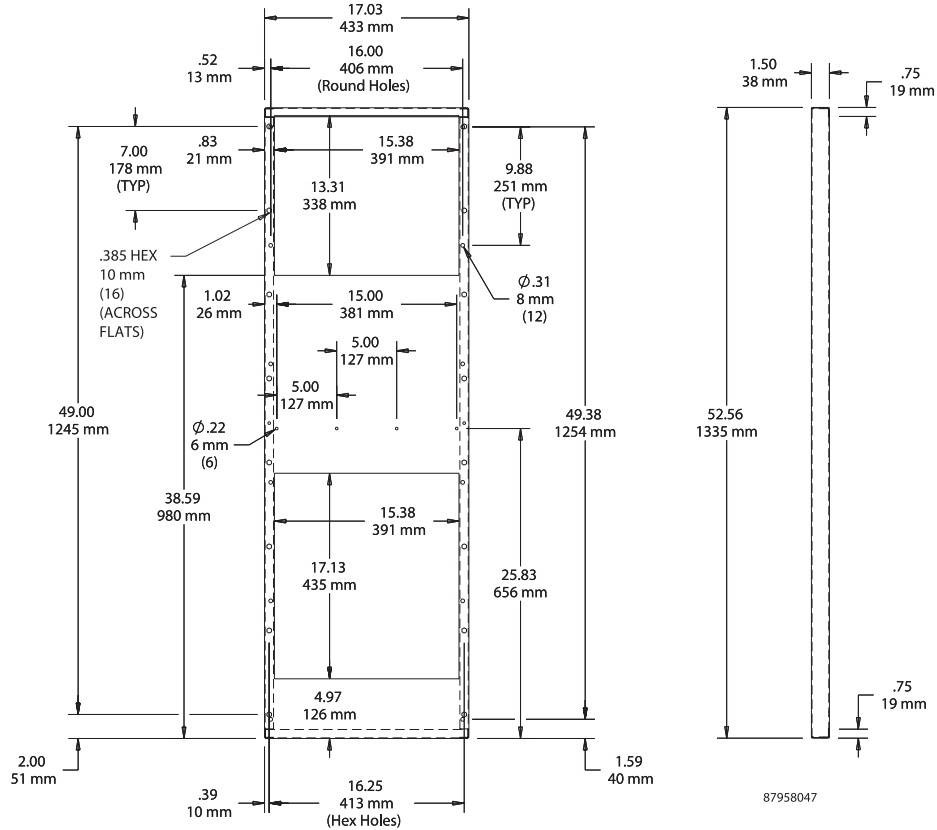 17.03
433 mm
16.00
406 mm
(Round Holes)
.52
13 mm
1.50
38 mm
.75
19 mm
7.00
178 mm
(TYP)
.83
21 mm
15.38
391 mm
9.88
251 mm
(TYP)
13.31
338 mm
.385 HEX
10 mm
(16)
(ACROSS
FLATS)
Ø.31
8 mm
(12)
1.02
26 mm
15.00
381 mm
5.00
127 mm
5.00
127 mm
49.00
1245 mm
49.38
1254 mm
52.56
1335 mm
Ø.22
6 mm
(6)
38.59
980 mm
15.38
391 mm
17.13
435 mm
25.83
656 mm
4.97
126 mm
.75
19 mm
2.00
51 mm
1.59
40 mm
.39
10 mm
16.25
413 mm
(Hex Holes)
87958047